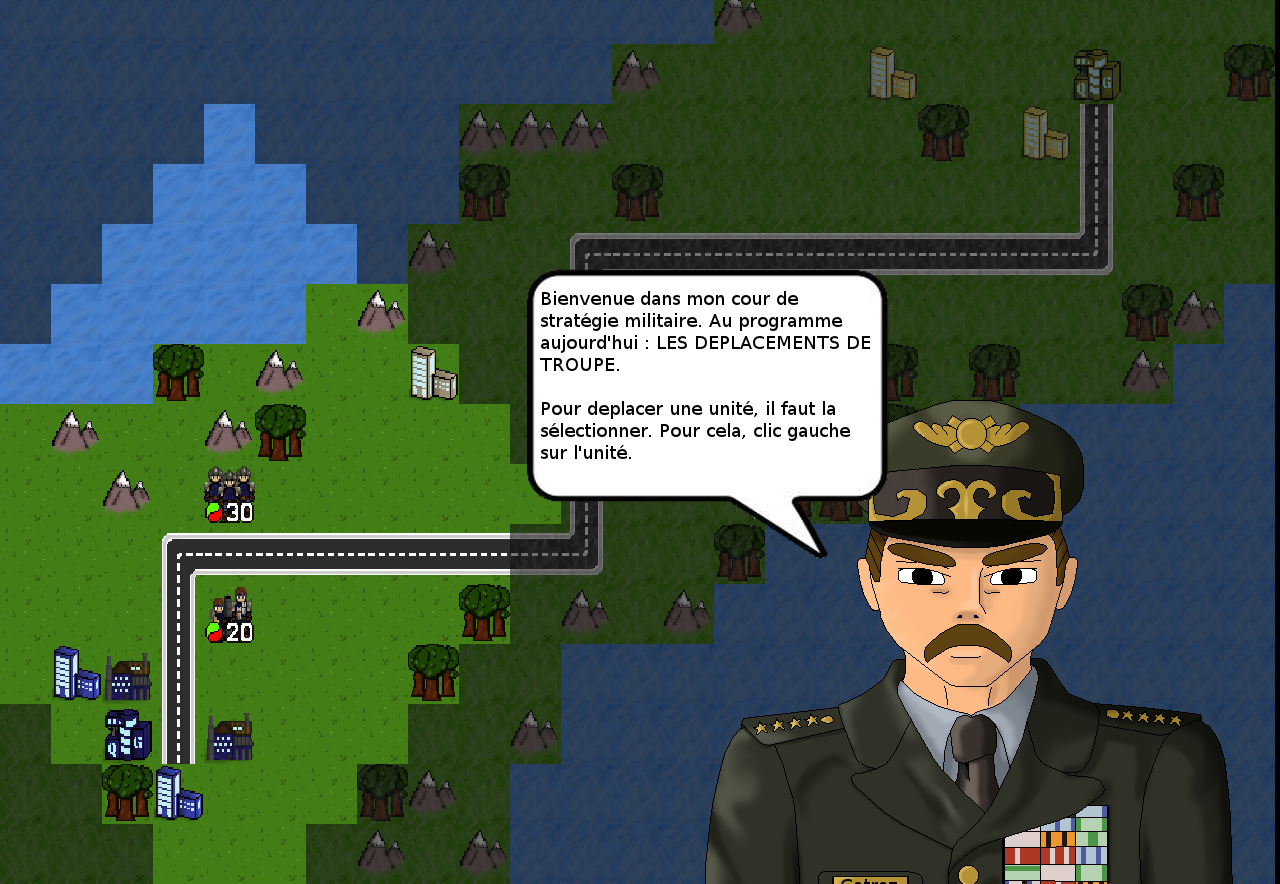 Bienvenue dans mon cour de
stratégie militaire. Au programme
aujourd'hui : LES DEPLACEMENTS DE
TROUPE.
Pour deplacer une unité, il faut la
sélectionner. Pour cela, clic gauche
sur l'unité.
30
20
Q G
Q G